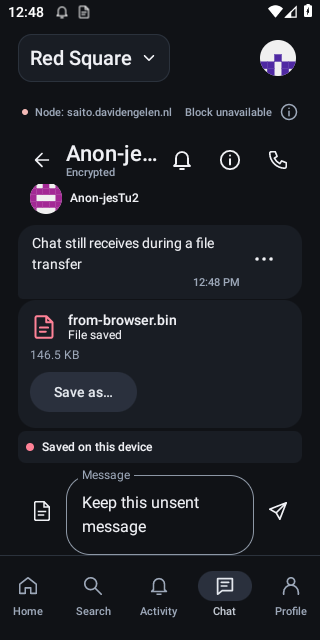 12:48
Red Square
Node: saito.davidengelen.nl Block unavailable
Anon-je…
Encrypted
Anon-jesTu2
Chat still receives during a file
transfer
12:48 PM
from-browser.bin
File saved
146.5 KB
Save as…
Saved on this device
Message
Keep this unsent
message
Home Search Activity Chat Profile